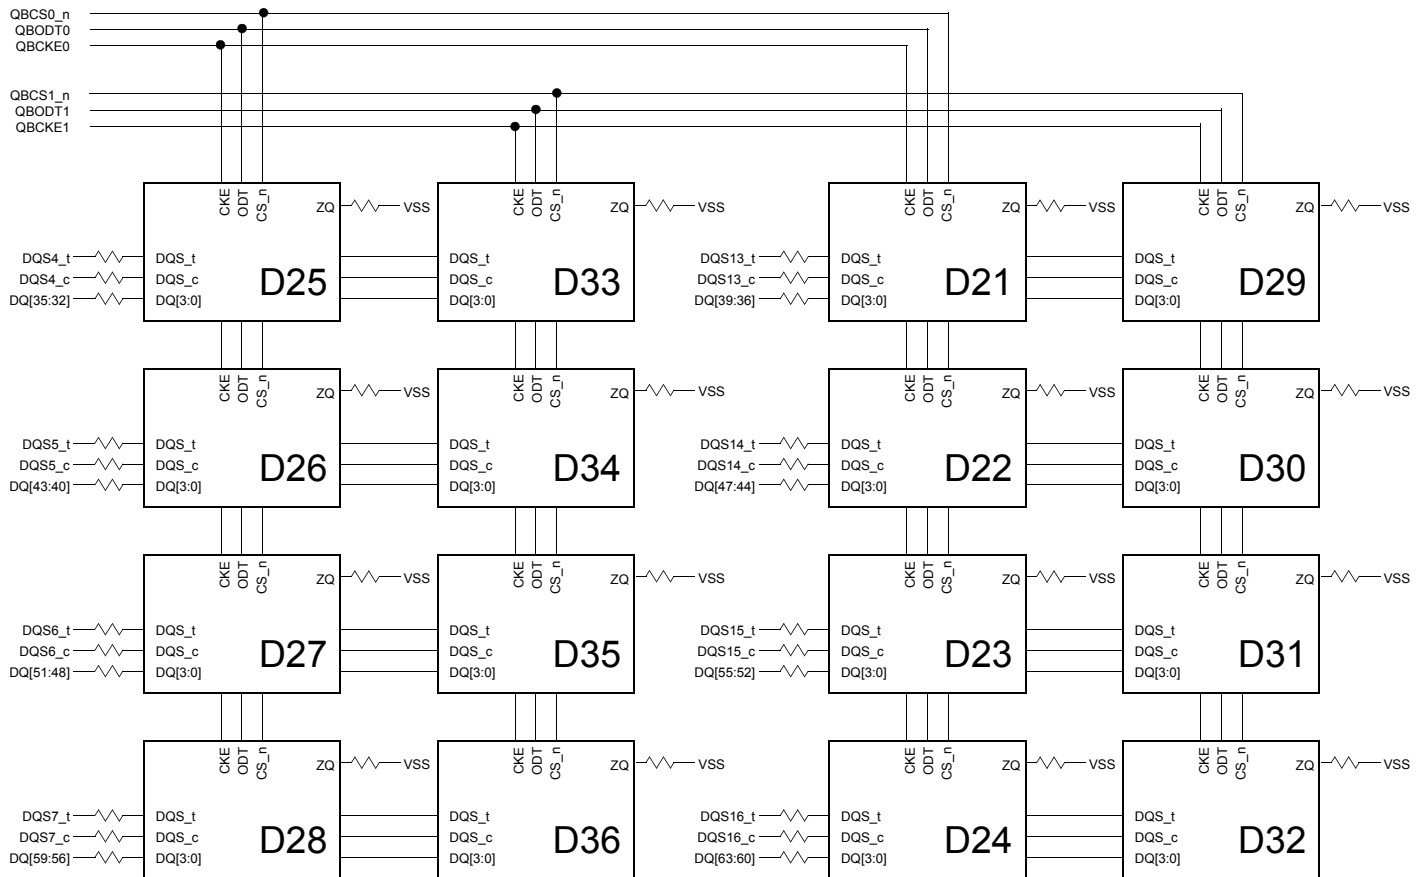 QBCS0_n
QBODT0
QBCKE0
QBCS1_n
QBODT1
QBCKE1
CKE ODT CS_n ZQ VSS CKE ODT CS_n ZQ VSS CKE ODT CS_n ZQ VSS CKE ODT CS_n ZQ VSS
DQS4_t DQS_t DQS_t DQS13_t DQS_t DQS_t
DQS4_c DQS_c D25 DQS_c D33 DQS13_c DQS_c D21 DQS_c D29
DQ[35:32] DQ[3:0] DQ[3:0] DQ[39:36] DQ[3:0] DQ[3:0]
CKE ODT CS_n ZQ VSS CKE ODT CS_n ZQ VSS CKE ODT CS_n ZQ VSS CKE ODT CS_n ZQ VSS
DQS5_t DQS_t DQS_t DQS14_t DQS_t DQS_t
DQS5_c DQS_c D26 DQS_c D34 DQS14_c DQS_c D22 DQS_c D30
DQ[43:40] DQ[3:0] DQ[3:0] DQ[47:44] DQ[3:0] DQ[3:0]
CKE ODT CS_n ZQ VSS CKE ODT CS_n ZQ VSS CKE ODT CS_n ZQ VSS CKE ODT CS_n ZQ VSS
DQS6_t DQS_t DQS_t DQS15_t DQS_t DQS_t
DQS6_c DQS_c D27 DQS_c D35 DQS15_c DQS_c D23 DQS_c D31
DQ[51:48] DQ[3:0] DQ[3:0] DQ[55:52] DQ[3:0] DQ[3:0]
CKE ODT CS_n ZQ VSS CKE ODT CS_n ZQ VSS CKE ODT CS_n ZQ VSS CKE ODT CS_n ZQ VSS
DQS7_t DQS_t DQS_t DQS16_t DQS_t DQS_t
DQS7_c DQS_c D28 DQS_c D36 DQS16_c DQS_c D24 DQS_c D32
DQ[59:56] DQ[3:0] DQ[3:0] DQ[63:60] DQ[3:0] DQ[3:0]